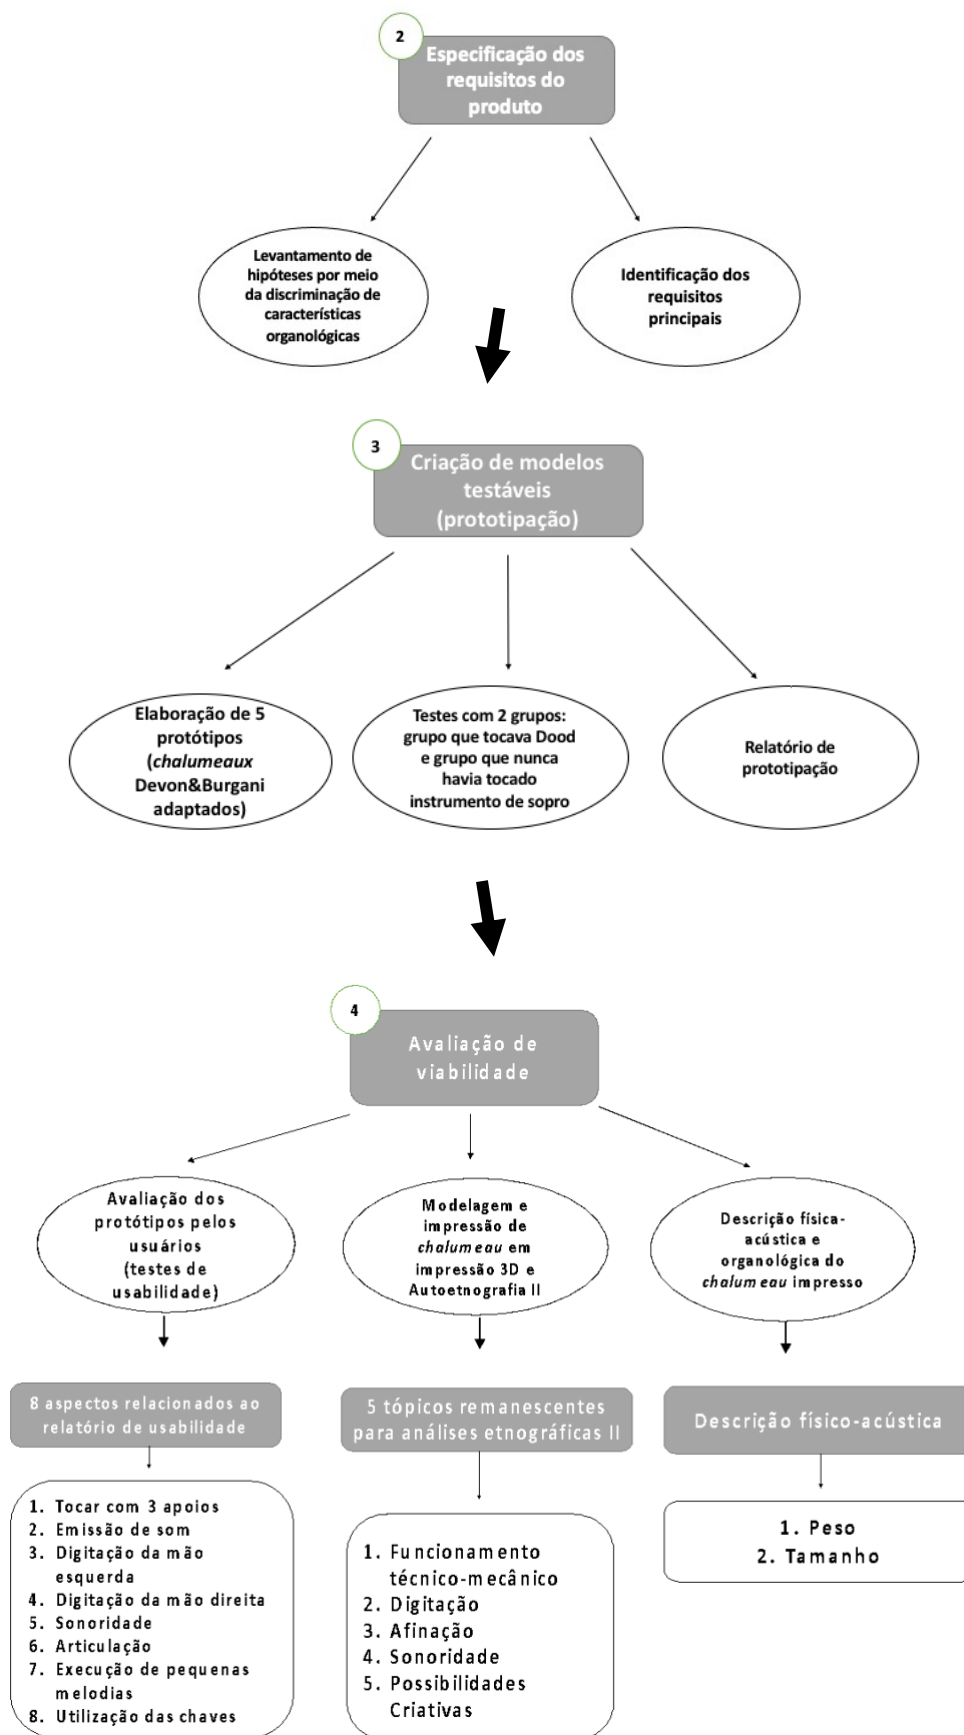 2
Especificação dos
requisitos do
produto
Levantamento de
hipóteses por meio
da discriminação de
características
organológicas
Identificação dos
requisitos
principais
3
Criação de modelos
testáveis
(prototipação)
Elaboração de 5
protótipos
(chalumeaux
Devon&Burgani
adaptados)
Testes com 2 grupos:
grupo que tocava Dood
e grupo que nunca
havia tocado
instrumento de sopro
Relatório de
prototipação
4
Avaliação de
viabilidade
Avaliação dos
protótipos pelos
usuários
(testes de
usabilidade)
Modelagem e
impressão de
chalumeau em
impressão 3D e
Autoetnografia II
Descrição física-
acústica e
organológica do
chalumeau impresso
8 aspectos relacionados ao
relatório de usabilidade
1. Tocar com 3 apoios
2. Emissão de som
3. Digitação da mão
esquerda
4. Digitação da mão direita
5. Sonoridade
6. Articulação
7. Execução de pequenas
melodias
8. Utilização das chaves
5 tópicos remanescentes
para análises etnográficas II
1. Funcionamento
técnico-mecânico
2. Digitação
3. Afinação
4. Sonoridade
5. Possibilidades
Criativas
Descrição físico-acústica
1. Peso
2. Tamanho